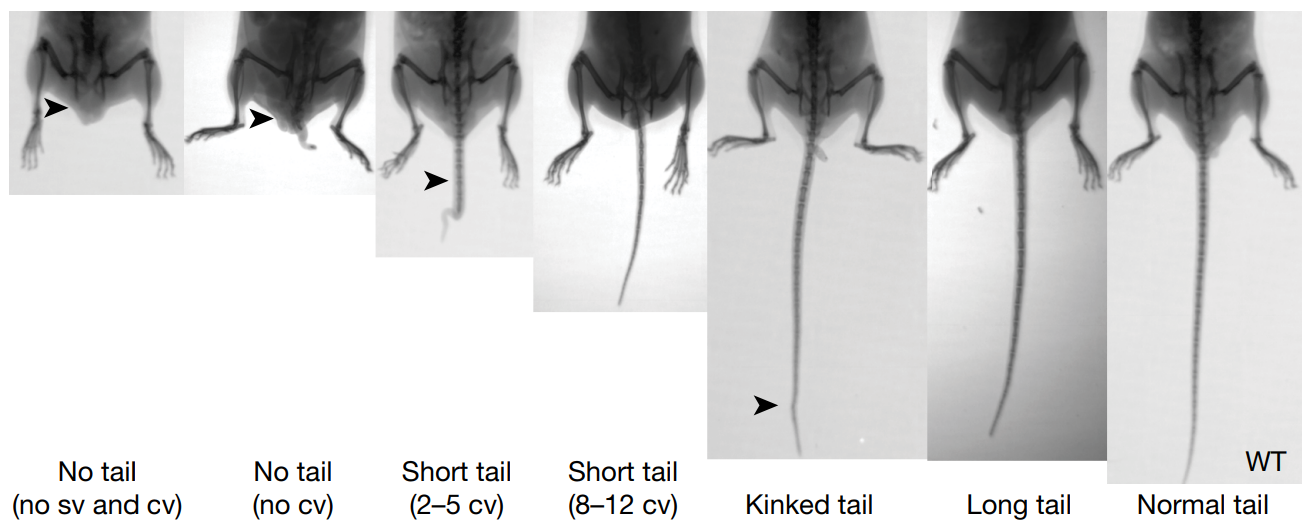 WT
No tail
(no sv and cv)
No tail
(no cv)
Short tail
(2–5 cv)
Short tail
(8–12 cv)
Kinked tail
Long tail
Normal tail